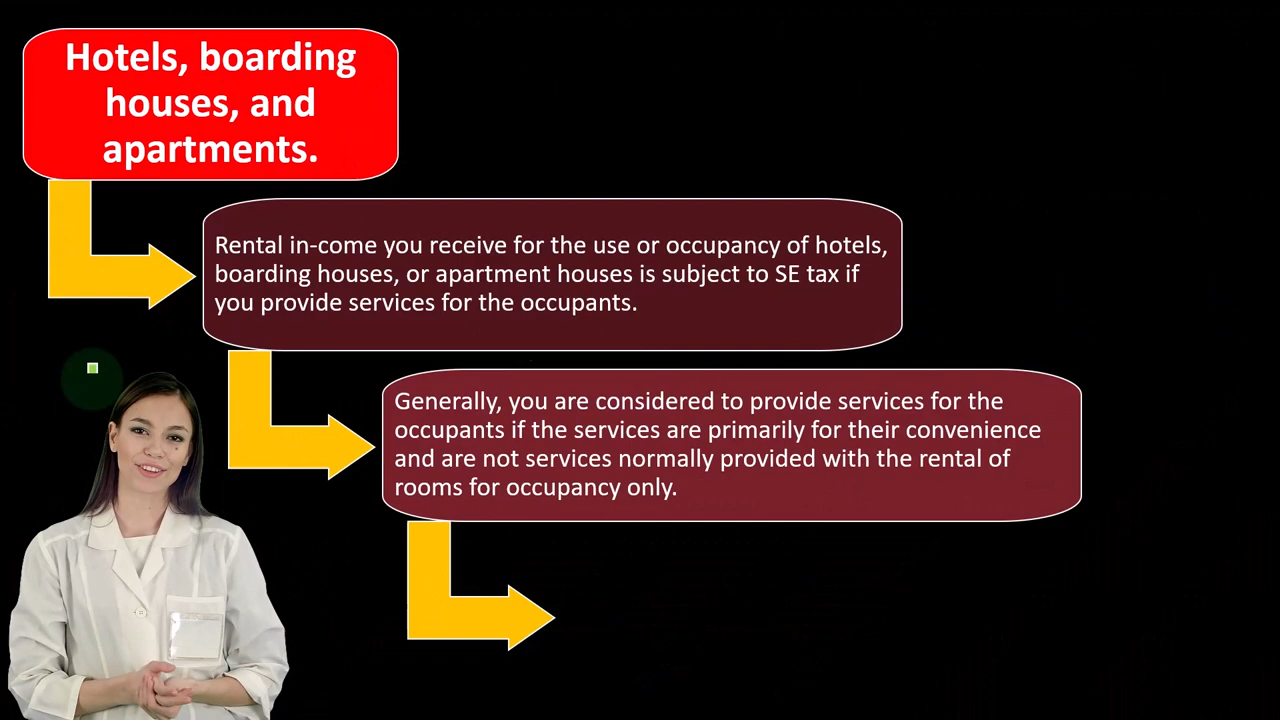 Hotels, boarding
houses, and
apartments.
Rental in-come you receive for the use or occupancy of hotels,
boarding houses, or apartment houses is subject to SE tax if
you provide services for the occupants.
Generally, you are considered to provide services for the
occupants if the services are primarily for their convenience
and are not services normally provided with the rental of
rooms for occupancy only.